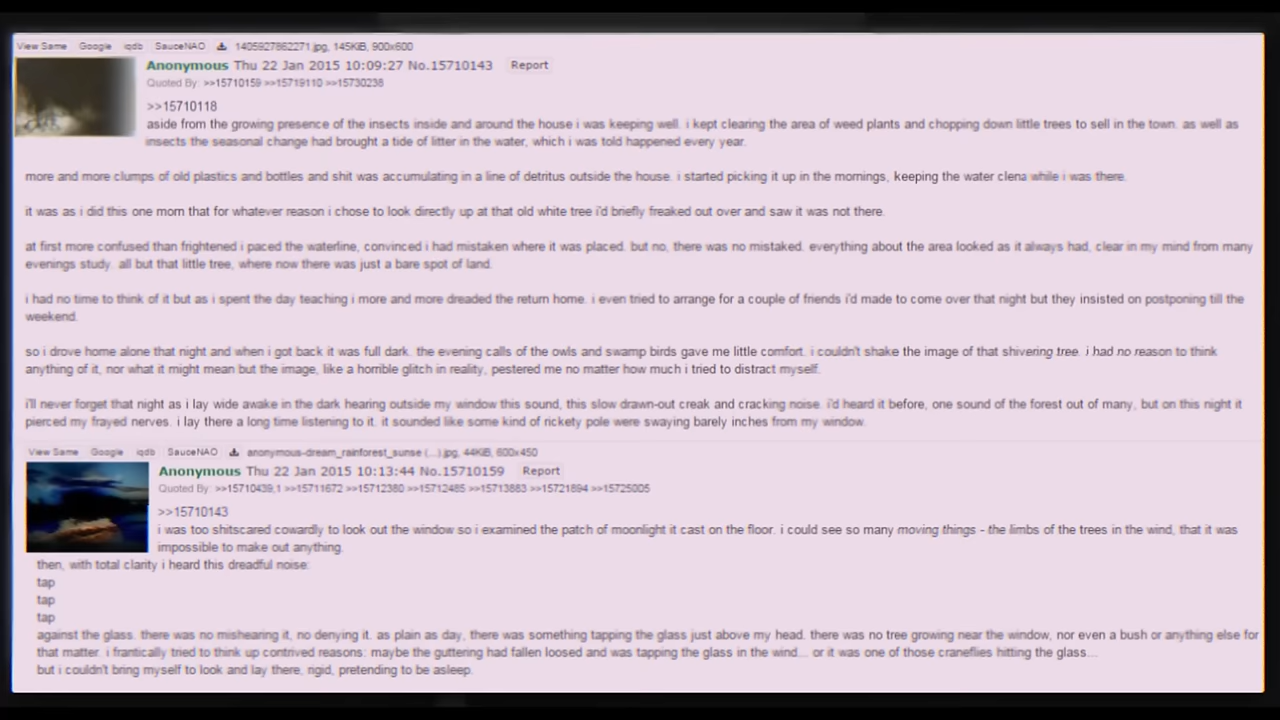 View Same Google iqdb SauceNAO 1405927862271.jpg, 145KiB, 900x600
Anonymous Thu 22 Jan 2015 10:09:27 No.15710143 Report
Quoted By: >>15710159 >>15719110 >>15730236
>>15710118
aside from the growing presence of the insects inside and around the house i was keeping well. i kept clearing the area of weed plants and chopping down little trees to sell in the town. as well as
insects the seasonal change had brought a tide of litter in the water, which i was told happened every year.
more and more clumps of old plastics and bottles and shit was accumulating in a line of detritus outside the house. i started picking it up in the mornings, keeping the water clena while i was there.
it was as i did this one morn that for whatever reason i chose to look directly up at that old white tree i'd briefly freaked out over and saw it was not there.
at first more confused than frightened i paced the waterline, convinced i had mistaken where it was placed. but no, there was no mistaked. everything about the area looked as it always had, clear in my mind from many
evenings study. all but that little tree, where now there was just a bare spot of land.
i had no time to think of it but as i spent the day teaching i more and more dreaded the return home. i even tried to arrange for a couple of friends i'd made to come over that night but they insisted on postponing till the
weekend.
so i drove home alone that night and when i got back it was full dark. the evening calls of the owls and swamp birds gave me little comfort. i couldn't shake the image of that shivering tree. i had no reason to think
anything of it, nor what it might mean but the image, like a horrible glitch in reality, pestered me no matter how much i tried to distract myself.
i'll never forget that night as i lay wide awake in the dark hearing outside my window this sound, this slow drawn-out creak and cracking noise. i'd heard it before, one sound of the forest out of many, but on this night it
pierced my frayed nerves. i lay there a long time listening to it. it sounded like some kind of rickety pole were swaying barely inches from my window.
View Same Google iqdb SauceNAO anonymous-dream_rainforest_sunse (...).jpg, 44KiB, 600x450
Anonymous Thu 22 Jan 2015 10:13:44 No.15710159 Report
Quoted By: >>15710439,1 >>15711672 >>15712380 >>15712485 >>15713883 >>15721894 >>15725005
>>15710143
i was too shitscared cowardly to look out the window so i examined the patch of moonlight it cast on the floor. i could see so many moving things - the limbs of the trees in the wind, that it was
impossible to make out anything.
then, with total clarity i heard this dreadful noise:
tap
tap
tap
against the glass. there was no mishearing it, no denying it. as plain as day, there was something tapping the glass just above my head. there was no tree growing near the window, nor even a bush or anything else for
that matter. i frantically tried to think up contrived reasons: maybe the guttering had fallen loosed and was tapping the glass in the wind... or it was one of those craneflies hitting the glass...
but i couldn't bring myself to look and lay there, rigid, pretending to be asleep.